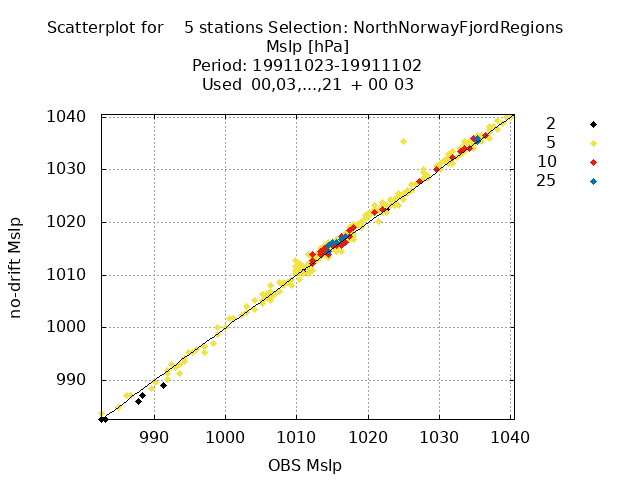 Scatterplot for 5 stations Selection: NorthNorwayFjordRegions
Mslp [hPa]
Period: 19911023-19911102
Used 00,03,...,21 + 00 03
1040
1030
1020
1010
1000
990
no-drift Mslp
990 1000 1010 1020 1030 1040
OBS Mslp
2
5
10
25